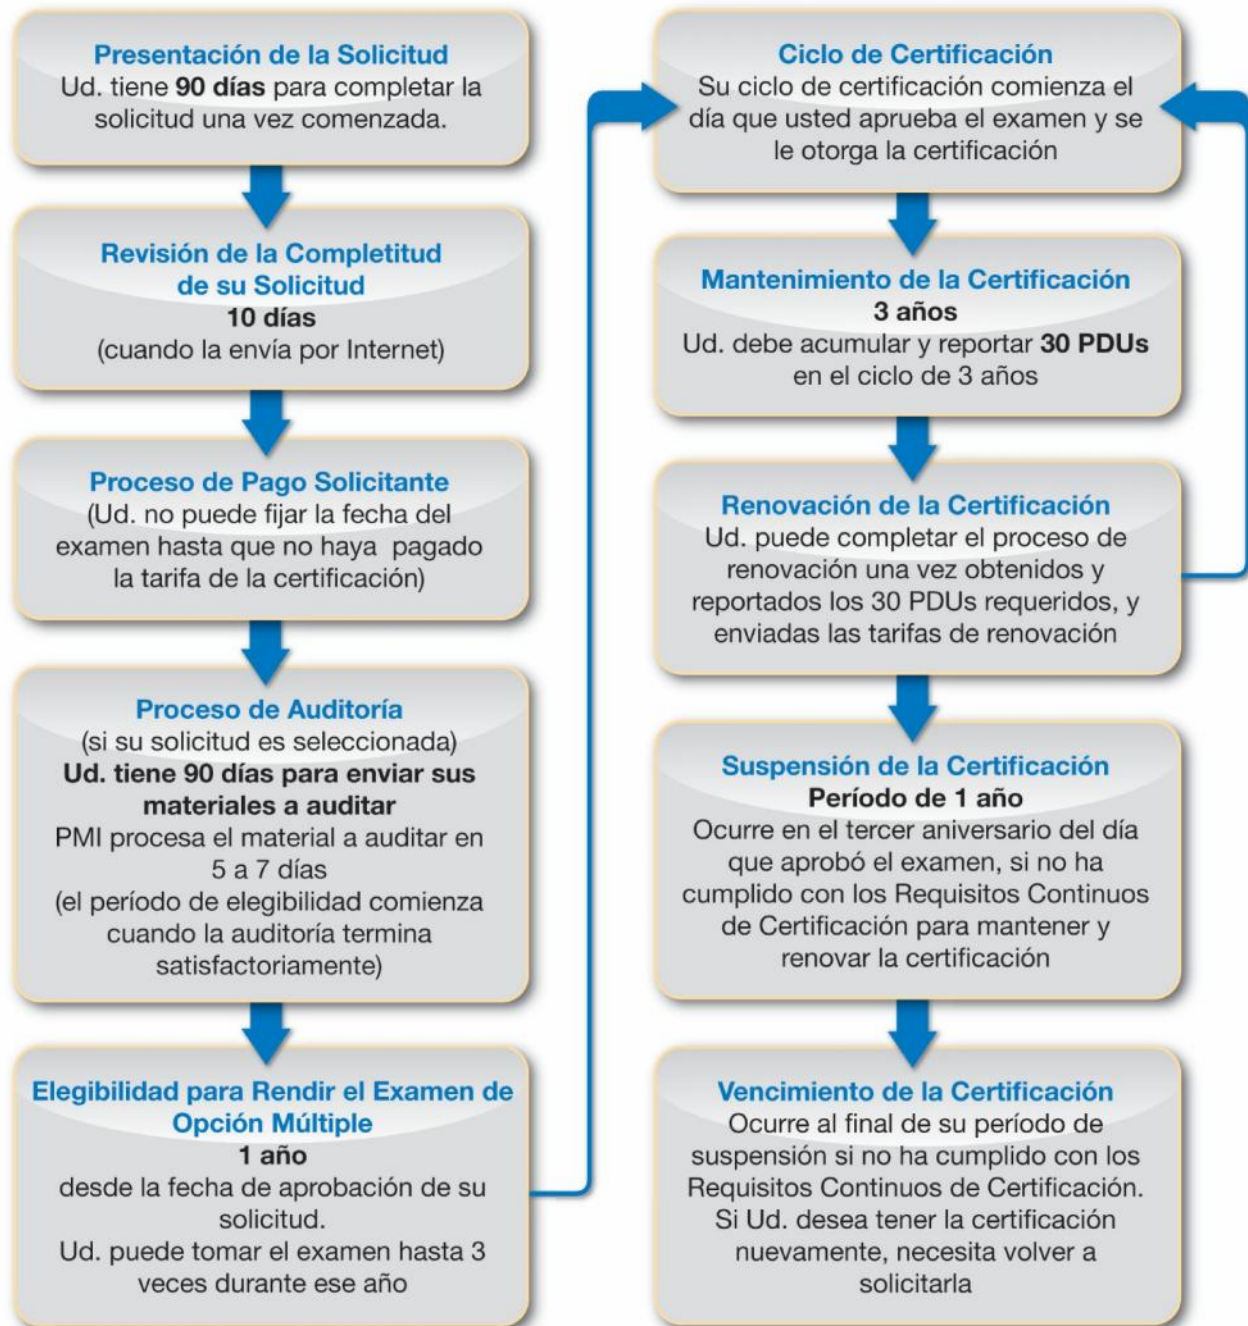 Presentación de la Solicitud
Ud. tiene 90 días para completar la
solicitud una vez comenzada.
Revisión de la Completitud
de su Solicitud
10 días
(cuando la envía por Internet)
Proceso de Pago Solicitante
(Ud. no puede fijar la fecha del
examen hasta que no haya pagado
la tarifa de la certificación)
Proceso de Auditoría
(si su solicitud es seleccionada)
Ud. tiene 90 días para enviar sus
materiales a auditar
PMI procesa el material a auditar en
5 a 7 días
(el período de elegibilidad comienza
cuando la auditoría termina
satisfactoriamente)
Elegibilidad para Rendir el Examen de
Opción Múltiple
1 año
desde la fecha de aprobación de su
solicitud.
Ud. puede tomar el examen hasta 3
veces durante ese año
Ciclo de Certificación
Su ciclo de certificación comienza el
día que usted aprueba el examen y se
le otorga la certificación
Mantenimiento de la Certificación
3 años
Ud. debe acumular y reportar 30 PDUs
en el ciclo de 3 años
Renovación de la Certificación
Ud. puede completar el proceso de
renovación una vez obtenidos y
reportados los 30 PDUs requeridos, y
enviadas las tarifas de renovación
Suspensión de la Certificación
Período de 1 año
Ocurre en el tercer aniversario del día
que aprobó el examen, si no ha
cumplido con los Requisitos Continuos
de Certificación para mantener y
renovar la certificación
Vencimiento de la Certificación
Ocurre al final de su período de
suspensión si no ha cumplido con los
Requisitos Continuos de Certificación.
Si Ud. desea tener la certificación
nuevamente, necesita volver a
solicitarla